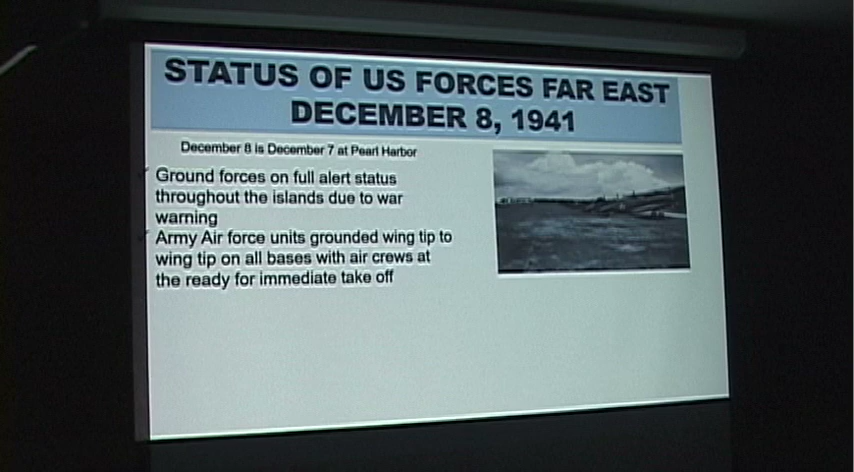 STATUS OF US FORCES FAR EAST
DECEMBER 8, 1941
December 8 is December 7 at Pearl Harbor
Ground forces on full alert status
throughout the islands due to war
warning
Army Air force units grounded wing tip to
wing tip on all bases with air crews at
the ready for immediate take off